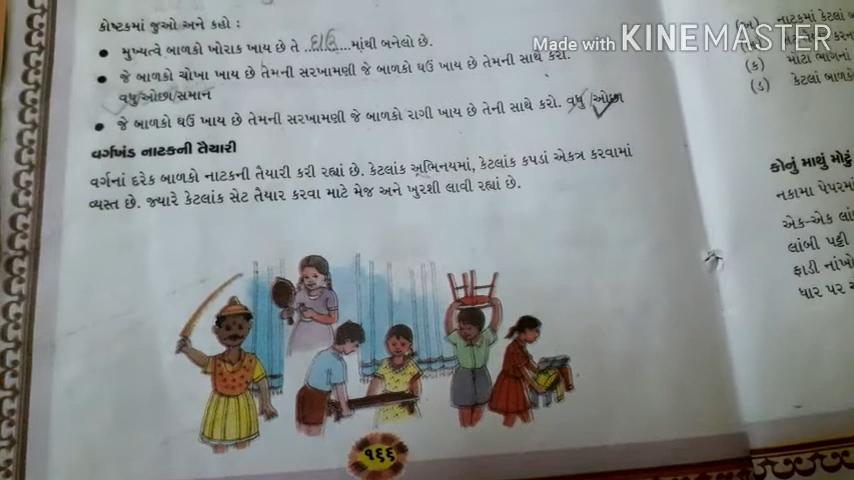 કોષ્ટકમાં જુઓ અને કહો :
• મુખ્યત્વે બાળકો ખોરાક ખાય છે તે ..ઘઉં....માંથી બનેલો છે.
• જે બાળકો ચોખા ખાય છે તેમની સરખામણી જે બાળકો ઘઉં ખાય છે તેમની સાથે કરો.
વધુ/ઓછા/સમાન
• જે બાળકો ઘઉં ખાય છે તેમની સરખામણી જે બાળકો રાગી ખાય છે તેની સાથે કરો. વધુ/ઓછા
વર્ગખંડ નાટકની તૈયારી
વર્ગનાં દરેક બાળકો નાટકની તૈયારી કરી રહ્યાં છે. કેટલાંક અભિનયમાં, કેટલાંક કપડાં એકત્ર કરવામાં
વ્યસ્ત છે. જ્યારે કેટલાંક સેટ તૈયાર કરવા માટે મેજ અને ખુરશી લાવી રહ્યાં છે.
૧૬૬
Made with KINEMASTER
નાટકમાં કેટલાં
(ક) મોટા ભાગનાં
(ડ) કેટલાં બાળકો
કોનું માથું મોટું
નકામા પેપરમાં
એક-એક
લાંબી પટ્ટી
ફાડી નાંખો
ધાર પર